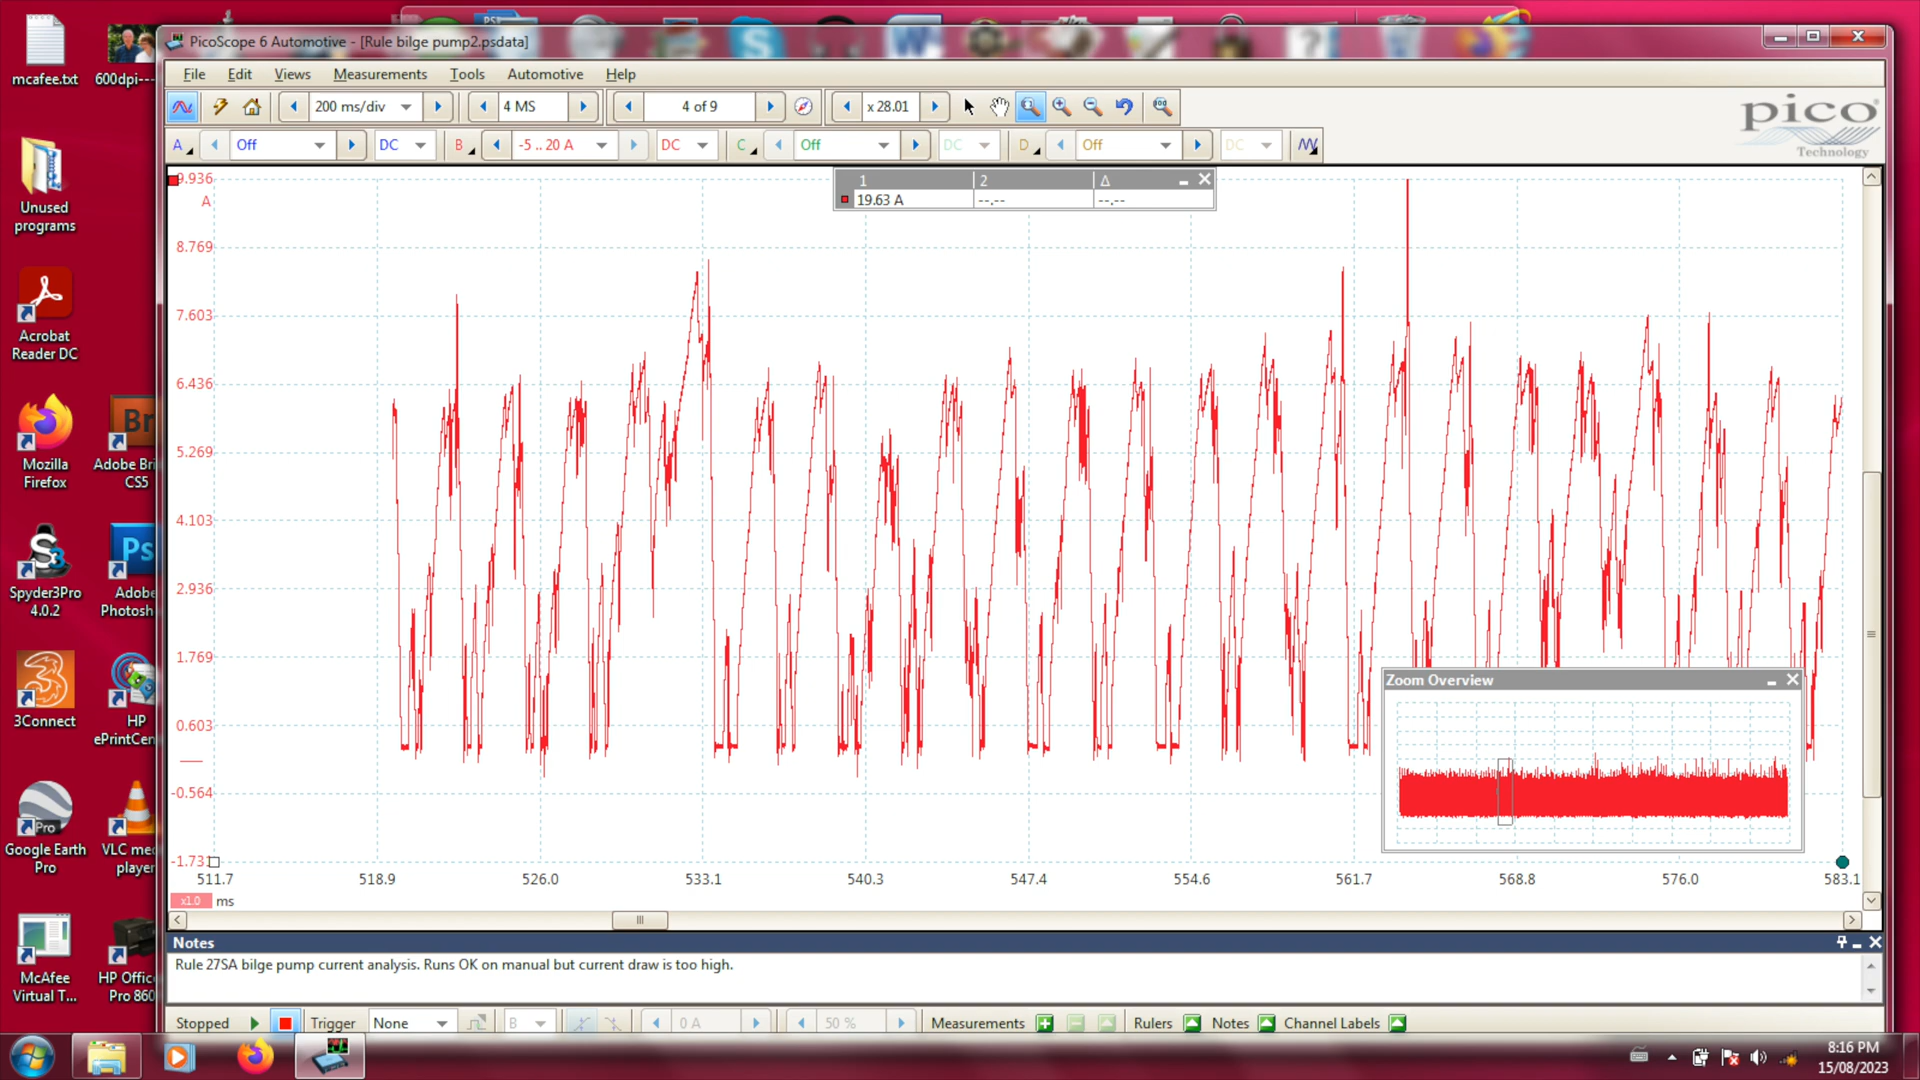 mcafee.txt
600dpi---
Unused
programs
Acrobat
Reader DC
Mozilla
Firefox
Adobe Bri
CS5
Spyder3Pro
4.0.2
Adobe
Photosh
3Connect
HP
ePrintCen
Google Earth
Pro
VLC me
player
McAfee
Virtual T...
HP Offic
Pro 860
PicoScope 6 Automotive - [Rule bilge pump2.psdata]
File Edit Views Measurements Tools Automotive Help
200 ms/div 4 MS 4 of 9 x 28.01
pico
Technology
A Off DC B -5 .. 20 A DC C Off DC D Off DC
1 2 Δ
19.63 A --.-- --.--
9.936
A
8.769
7.603
6.436
5.269
4.103
2.936
1.769
0.603
-0.564
-1.731
Zoom Overview
511.7 518.9 526.0 533.1 540.3 547.4 554.6 561.7 568.8 576.0 583.1
x1.0 ms
Notes
Rule 27SA bilge pump current analysis. Runs OK on manual but current draw is too high.
Stopped Trigger None B 0 A 50 % Measurements Rulers Notes Channel Labels
8:16 PM
15/08/2023